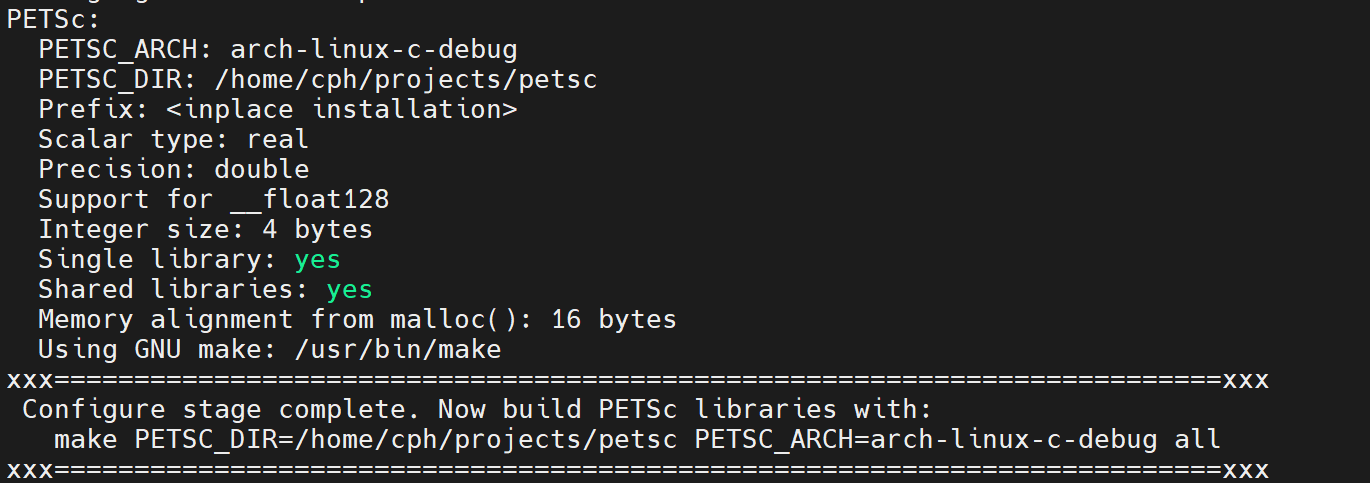 PETSc:
PETSC_ARCH: arch-linux-c-debug
PETSC_DIR: /home/cph/projects/petsc
Prefix: <inplace installation>
Scalar type: real
Precision: double
Support for __float128
Integer size: 4 bytes
Single library: yes
Shared libraries: yes
Memory alignment from malloc(): 16 bytes
Using GNU make: /usr/bin/make
xxx=========================================================================xxx
Configure stage complete. Now build PETSc libraries with:
make PETSC_DIR=/home/cph/projects/petsc PETSC_ARCH=arch-linux-c-debug all
xxx=========================================================================xxx